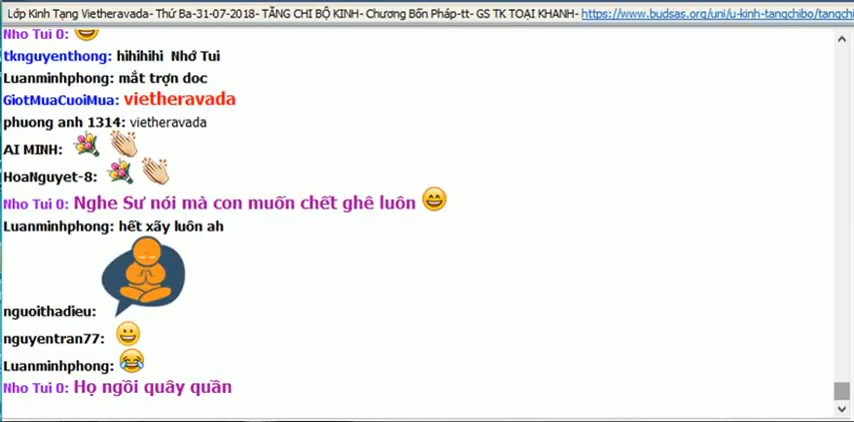 Lớp Kinh Tạng Vietheravada- Thứ Ba-31-07-2018- TĂNG CHI BỘ KINH- Chương Bốn Pháp-tt- GS TK TOẠI KHANH- https://www.budsas.org/uni/u-kinh-tangchibo/tangchi
Nho Tui 0:
tknguyenthong: hihihihi Nhớ Tui
Luanminhphong: mắt trợn doc
GiotMuaCuoiMua: vietheravada
phuong anh 1314: vietheravada
AI MINH:
HoaNguyet-8:
Nho Tui 0: Nghe Sư nói mà con muốn chết ghê luôn
Luanminhphong: hết xãy luôn ah
nguoithadieu:
nguyentran77:
Luanminhphong:
Nho Tui 0: Họ ngồi quây quần